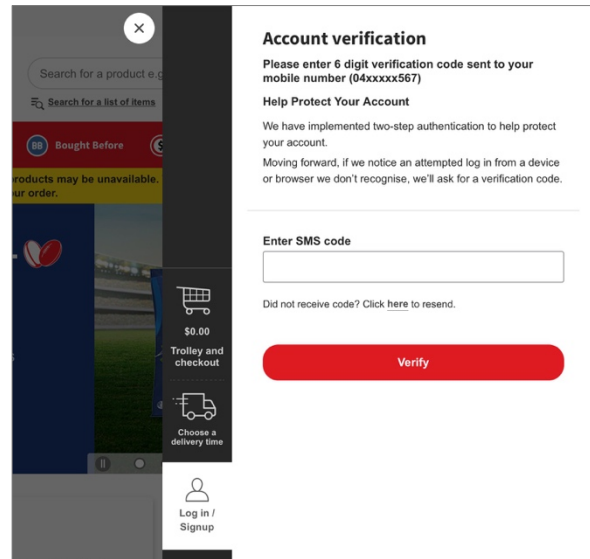 Search for a product e.g
Search for a list of items
BB Bought Before
products may be unavailable.
ur order.
$0.00
Trolley and
checkout
Choose a
delivery time
Log in /
Signup
Account verification
Please enter 6 digit verification code sent to your
mobile number (04xxxxx567)
Help Protect Your Account
We have implemented two-step authentication to help protect
your account.
Moving forward, if we notice an attempted log in from a device
or browser we don't recognise, we'll ask for a verification code.
Enter SMS code
Did not receive code? Click here to resend.
Verify